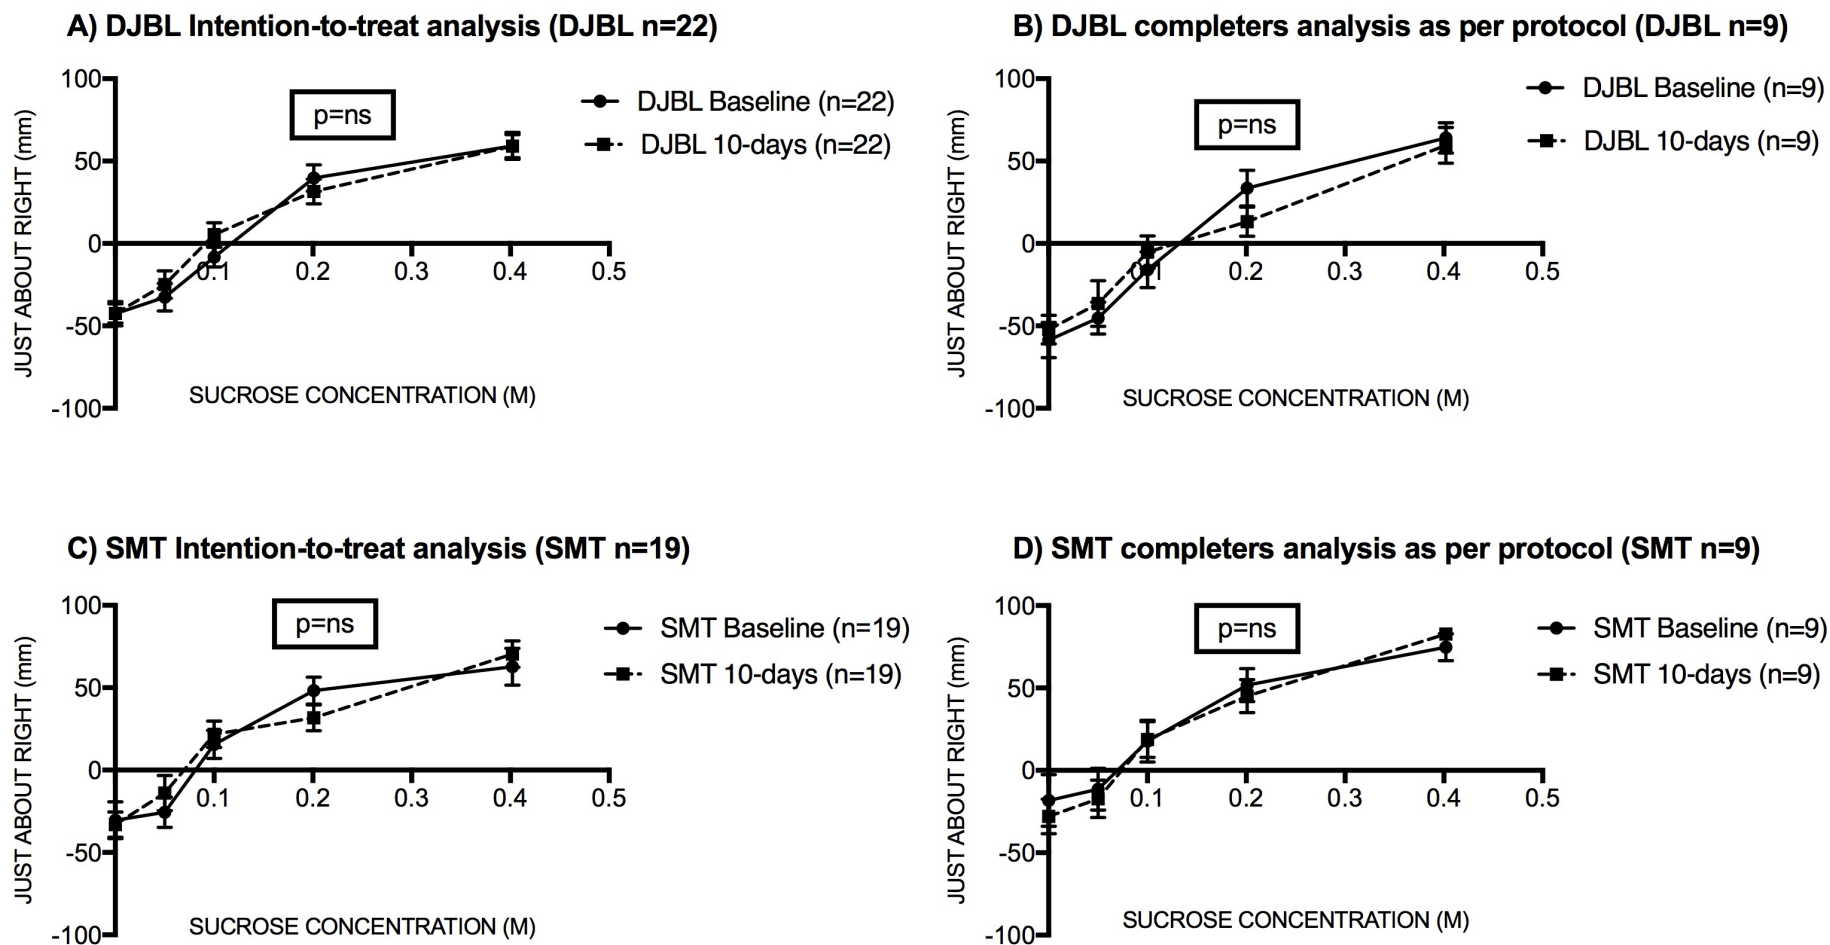 A) DJBL Intention-to-treat analysis (DJBL n=22)
100
50
0
-50
-100
JUST ABOUT RIGHT (mm)
p=ns
DJBL Baseline (n=22)
DJBL 10-days (n=22)
0.1
0.2
0.3
0.4
0.5
SUCROSE CONCENTRATION (M)
B) DJBL completers analysis as per protocol (DJBL n=9)
100
50
0
-50
-100
JUST ABOUT RIGHT (mm)
p=ns
DJBL Baseline (n=9)
DJBL 10-days (n=9)
0.1
0.2
0.3
0.4
0.5
SUCROSE CONCENTRATION (M)
C) SMT Intention-to-treat analysis (SMT n=19)
100
50
0
-50
-100
JUST ABOUT RIGHT (mm)
p=ns
SMT Baseline (n=19)
SMT 10-days (n=19)
0.1
0.2
0.3
0.4
0.5
SUCROSE CONCENTRATION (M)
D) SMT completers analysis as per protocol (SMT n=9)
100
50
0
-50
-100
JUST ABOUT RIGHT (mm)
p=ns
SMT Baseline (n=9)
SMT 10-days (n=9)
0.1
0.2
0.3
0.4
0.5
SUCROSE CONCENTRATION (M)